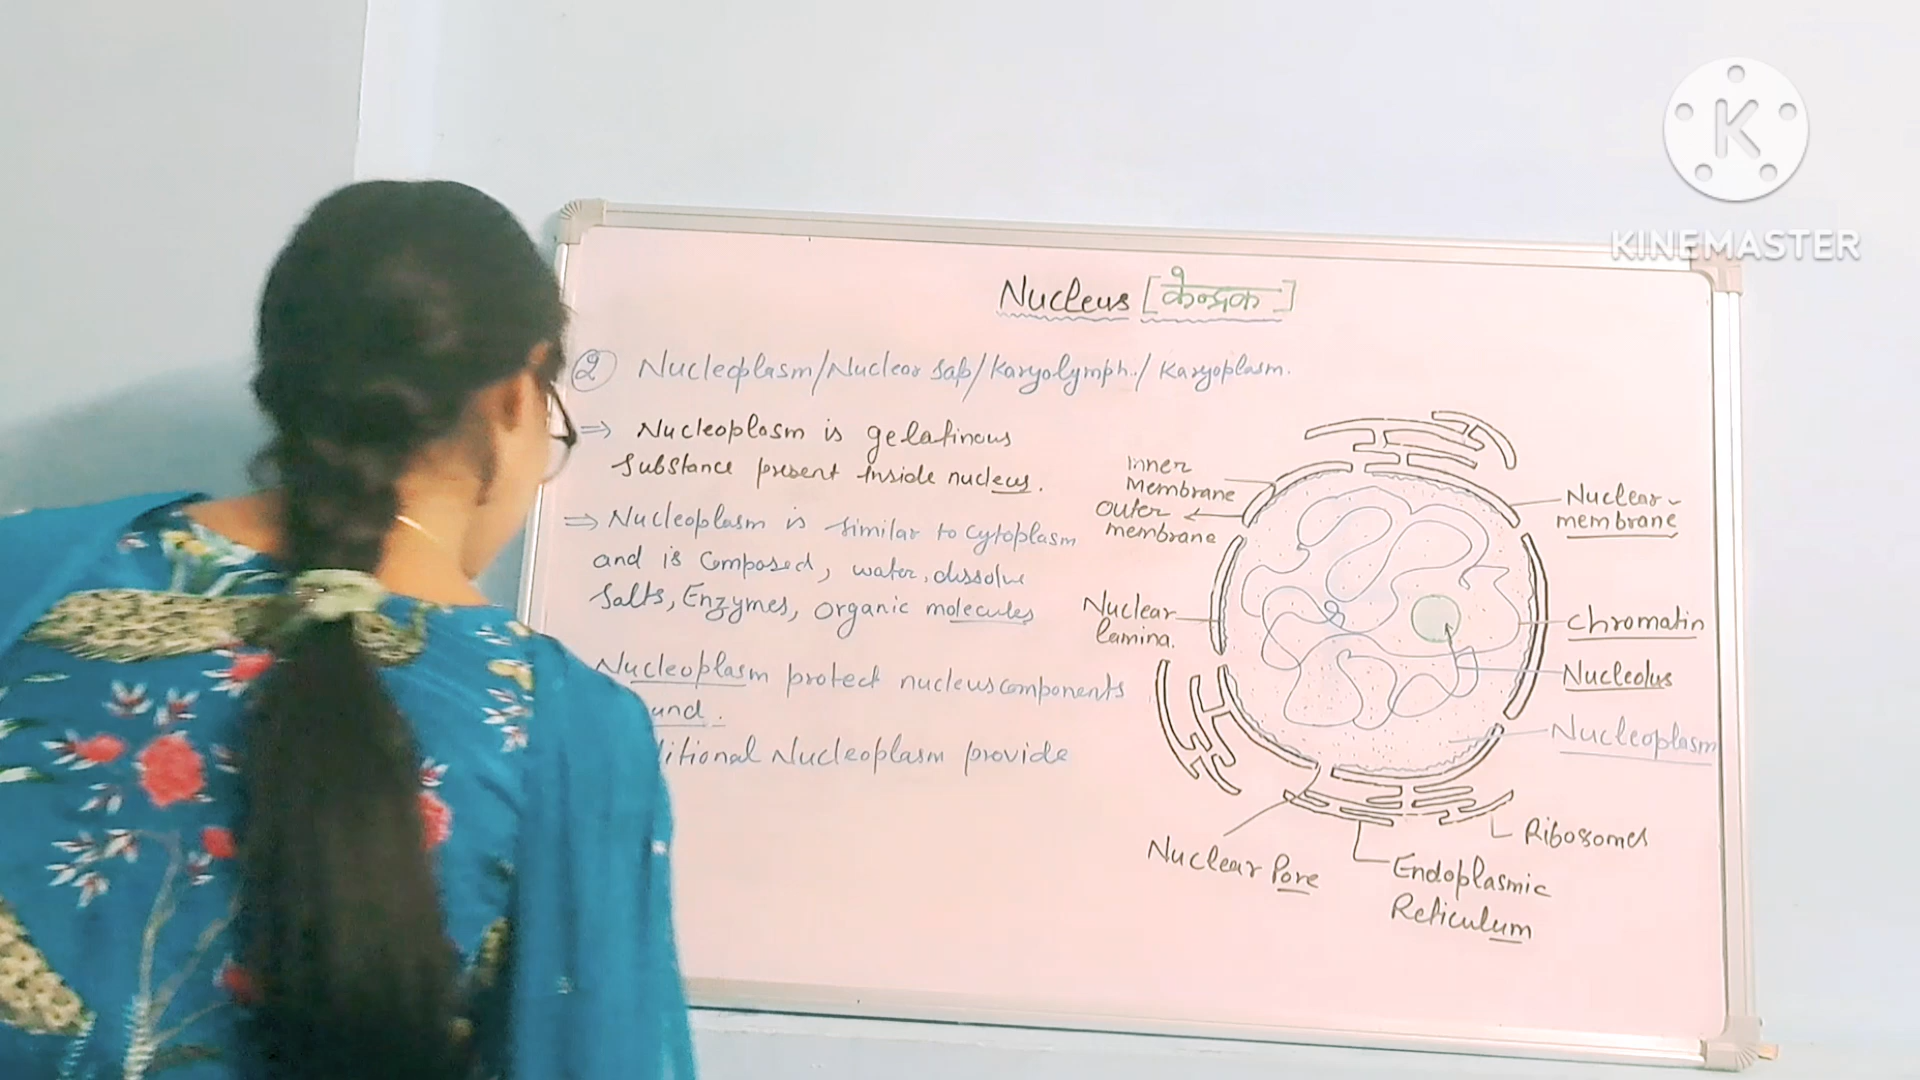 K
KINEMASTER
Nucleus [केन्द्रक]
2 Nucleoplasm/Nuclear sap/Karyolymph./Karyoplasm.
⇒ Nucleoplasm is gelatinous
substance present inside nucleus.
⇒ Nucleoplasm is similar to cytoplasm
and is composed, water, dissolve
salts, Enzymes, organic molecules
Nucleoplasm protect nucleus components
und.
ditional Nucleoplasm provide
Inner
Membrane
outer
membrane
Nuclear
lamina.
Nuclear
membrane
Chromatin
Nucleolus
Nucleoplasm
Ribosomes
Endoplasmic
Reticulum
Nuclear Pore